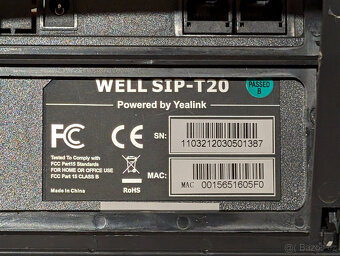 WELL SIP-T20
PASSED
8
Powered by Yealink
FC CE
SN:
1103212030501387
Tested To Comply with
FCC Part15 Standards
FOR HOME OR OFFICE USE
FCC Part 15 CLASS B
Made in China
RoHS
MAC:
MAC 0015651605F0